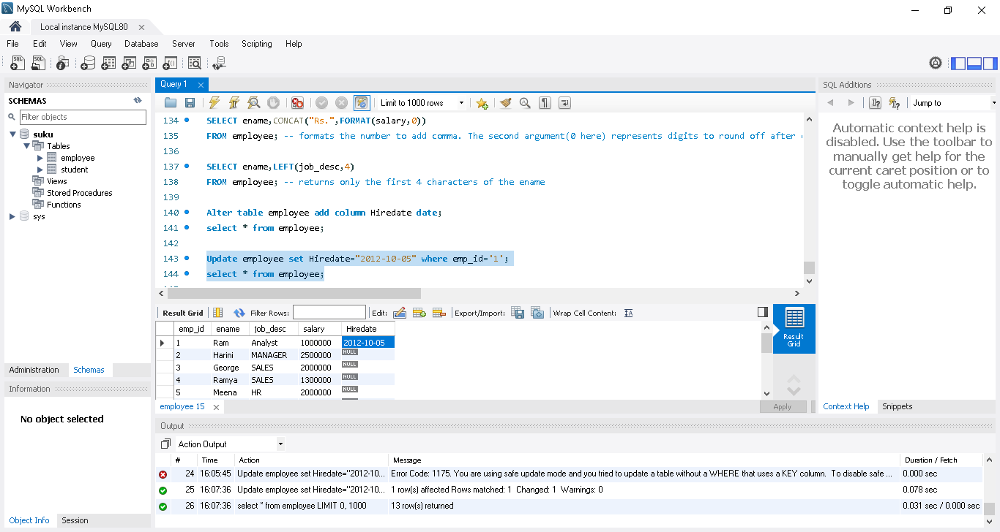 MySQL Workbench
Local instance MySQL80
File Edit View Query Database Server Tools Scripting Help
Navigator
SCHEMAS
Filter objects
suku
Tables
employee
student
Views
Stored Procedures
Functions
sys
Administration Schemas
Information
No object selected
Object Info Session
Query 1
Limit to 1000 rows
134 SELECT ename,CONCAT("Rs.",FORMAT(salary,0))
135 FROM employee; -- formats the number to add comma. The second argument(0 here) represents digits to round off after
136
137 SELECT ename,LEFT(job_desc,4)
138 FROM employee; -- returns only the first 4 characters of the ename
139
140 Alter table employee add column Hiredate date;
141 select * from employee;
142
143 Update employee set Hiredate="2012-10-05" where emp_id='1';
144 select * from employee;
Result Grid Filter Rows: Edit: Export/Import: Wrap Cell Content:
emp_id ename job_desc salary Hiredate
1 Ram Analyst 1000000 2012-10-05
2 Harini MANAGER 2500000 NULL
3 George SALES 2000000 NULL
4 Ramya SALES 1300000 NULL
5 Meena HR 2000000 NULL
Result
Grid
employee 15
Apply
SQL Additions
Jump to
Automatic context help is
disabled. Use the toolbar to
manually get help for the
current caret position or to
toggle automatic help.
Context Help Snippets
Output
Action Output
# Time Action Message Duration / Fetch
24 16:05:45 Update employee set Hiredate="2012-10... Error Code: 1175. You are using safe update mode and you tried to update a table without a WHERE that uses a KEY column.  To disable safe ... 0.000 sec
25 16:07:36 Update employee set Hiredate="2012-10... 1 row(s) affected Rows matched: 1  Changed: 1  Warnings: 0 0.078 sec
26 16:07:36 select * from employee LIMIT 0, 1000 13 row(s) returned 0.031 sec / 0.000 sec